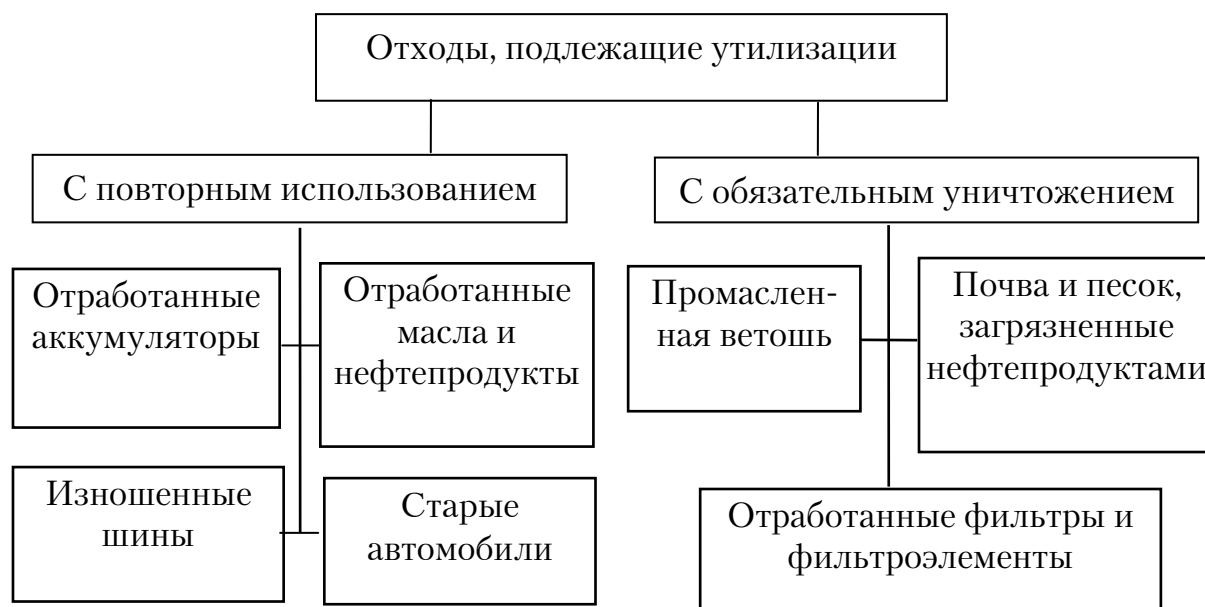 Отходы, подлежащие утилизации
С повторным использованием
С обязательным уничтожением
Отработанные
аккумуляторы
Отработанные
масла и
нефтепродукты
Промаслен-
ная ветошь
Почва и песок,
загрязненные
нефтепродуктами
Изношенные
шины
Старые
автомобили
Отработанные фильтры и
фильтроэлементы